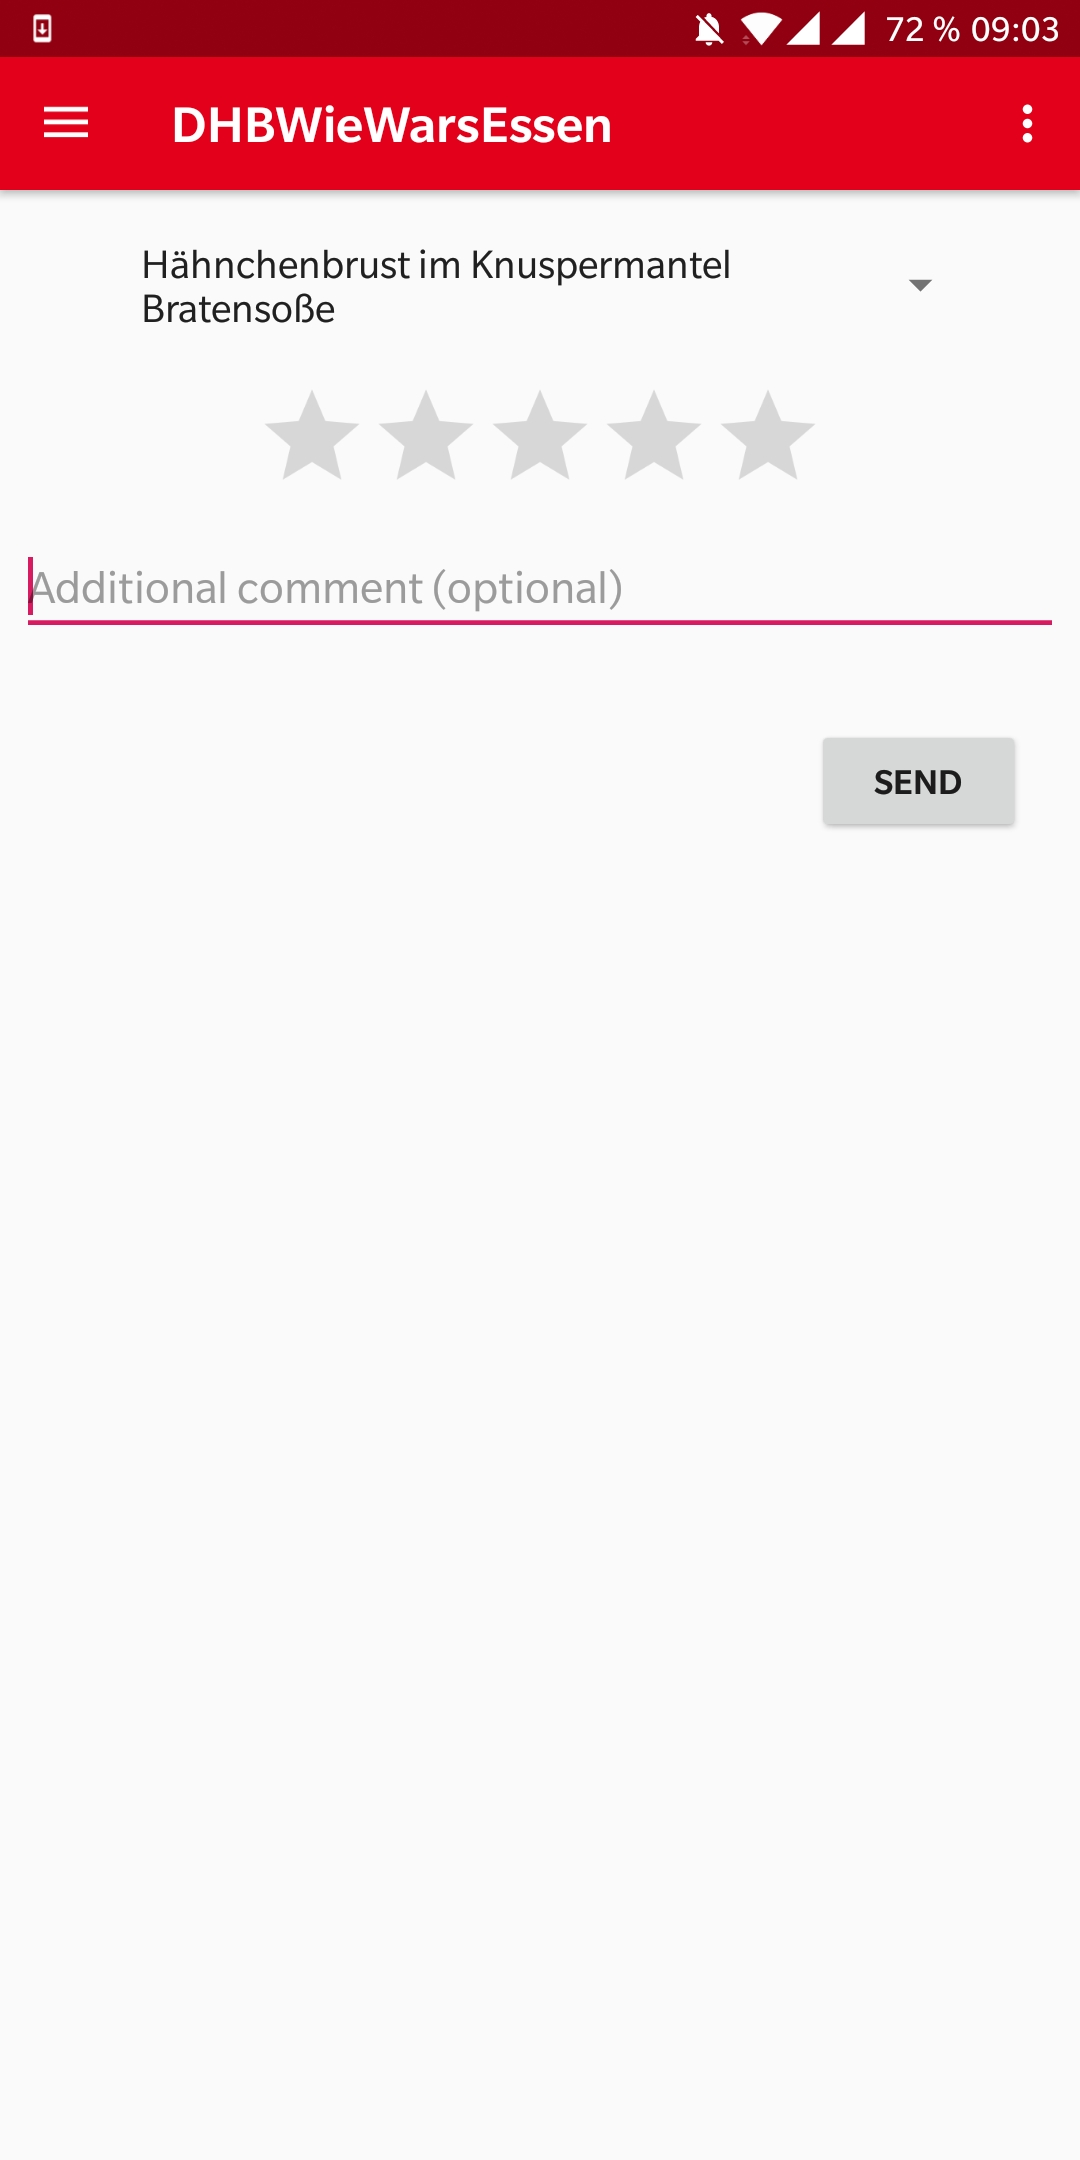 72 % 09:03
DHBWieWarsEssen
Hähnchenbrust im Knuspermantel
Bratensoße
Additional comment (optional)
SEND